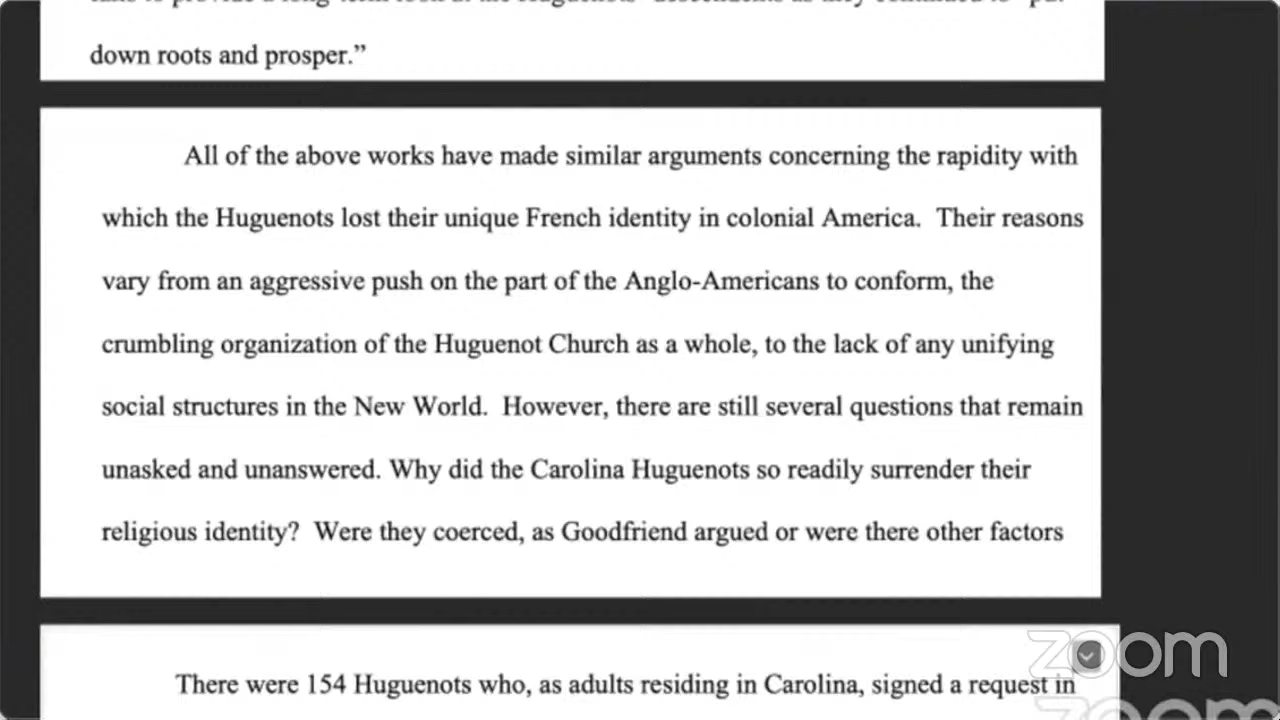 down roots and prosper.”
All of the above works have made similar arguments concerning the rapidity with
which the Huguenots lost their unique French identity in colonial America.  Their reasons
vary from an aggressive push on the part of the Anglo-Americans to conform, the
crumbling organization of the Huguenot Church as a whole, to the lack of any unifying
social structures in the New World.  However, there are still several questions that remain
unasked and unanswered. Why did the Carolina Huguenots so readily surrender their
religious identity?  Were they coerced, as Goodfriend argued or were there other factors
There were 154 Huguenots who, as adults residing in Carolina, signed a request in
zoom
zoom